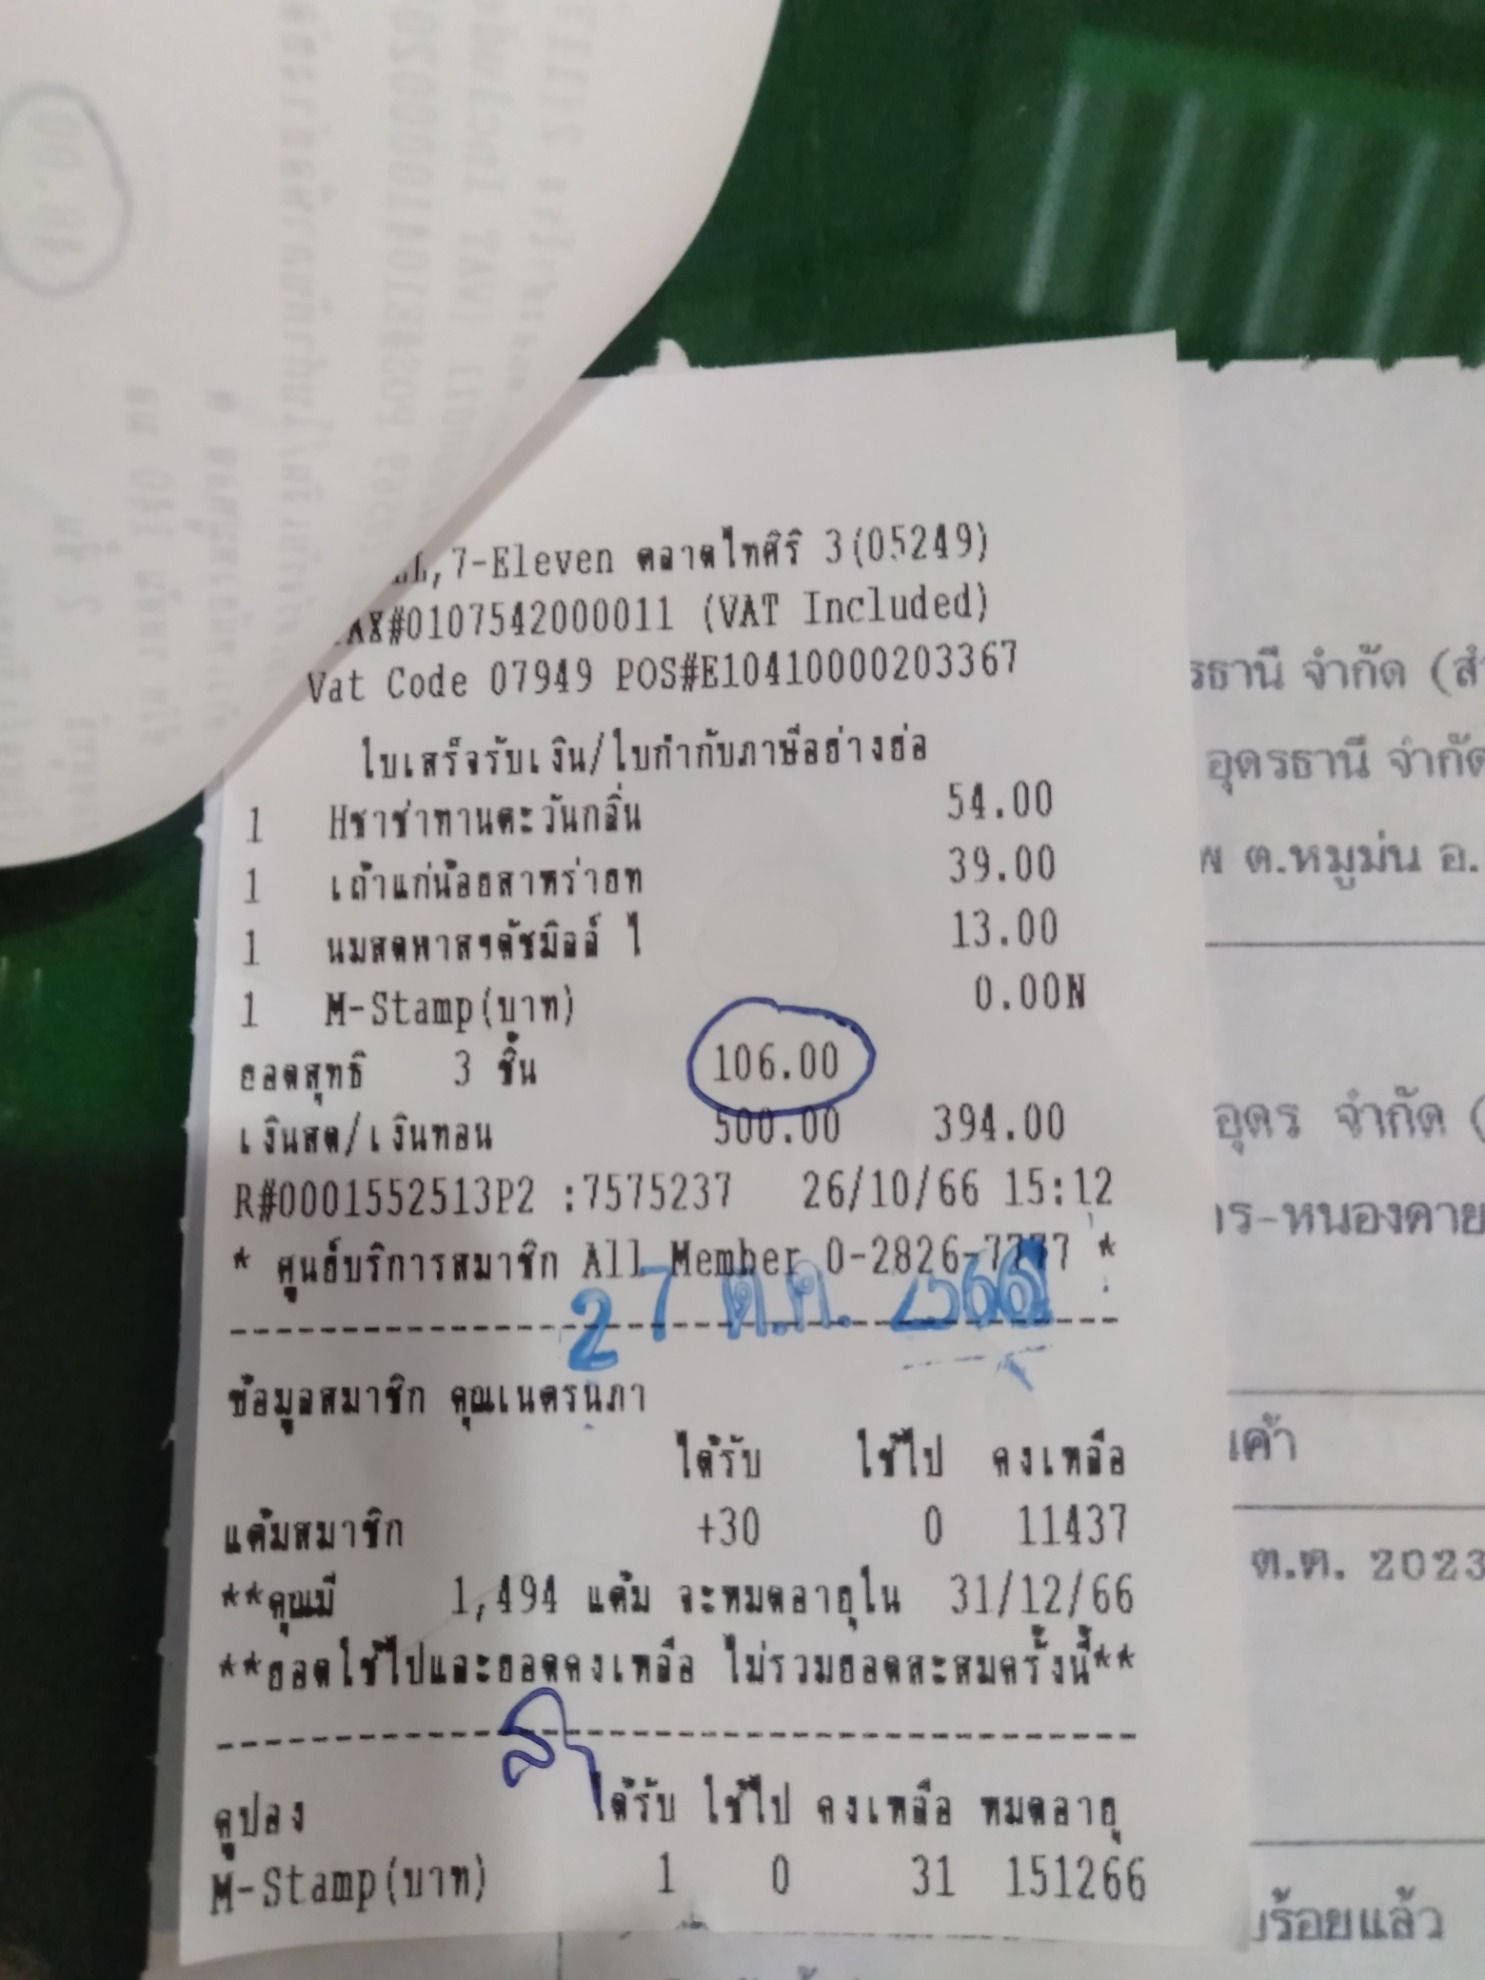 7-Eleven ตลาดไทศิริ 3(05249)
TAX#0107542000011 (VAT Included)
Vat Code 07949 POS#E10410000203367
ใบเสร็จรับเงิน/ใบกำกับภาษีอย่างย่อ
1 Hชาช่าทานตะวันกลิ่น 54.00
1 เถ้าแก่น้อยสาหร่ายท 39.00
1 นมสดพาสฯดัชมิลล์ ไ 13.00
1 M-Stamp(บาท) 0.00N
ยอดสุทธิ 3 ชิ้น 106.00
เงินสด/เงินทอน 500.00 394.00
R#0001552513P2 :7575237 26/10/66 15:12
* ศูนย์บริการสมาชิก All Member 0-2826-7777 *
27 ต.ค. 2566
ข้อมูลสมาชิก คุณเนตรนภา
ได้รับ ใช้ไป คงเหลือ
แต้มสมาชิก +30 0 11437
**คุณมี 1,494 แต้ม จะหมดอายุใน 31/12/66
**ยอดใช้ไปและยอดคงเหลือ ไม่รวมยอดสะสมครั้งนี้**
คูปอง ได้รับ ใช้ไป คงเหลือ หมดอายุ
M-Stamp(บาท) 1 0 31 151266
รธานี จำกัด (สำ
อุดรธานี จำกัด
ต.หมูม่น อ.
อุดร จำกัด (
ร-หนองคาย
ค้า
ต.ค. 2023
ร้อยแล้ว